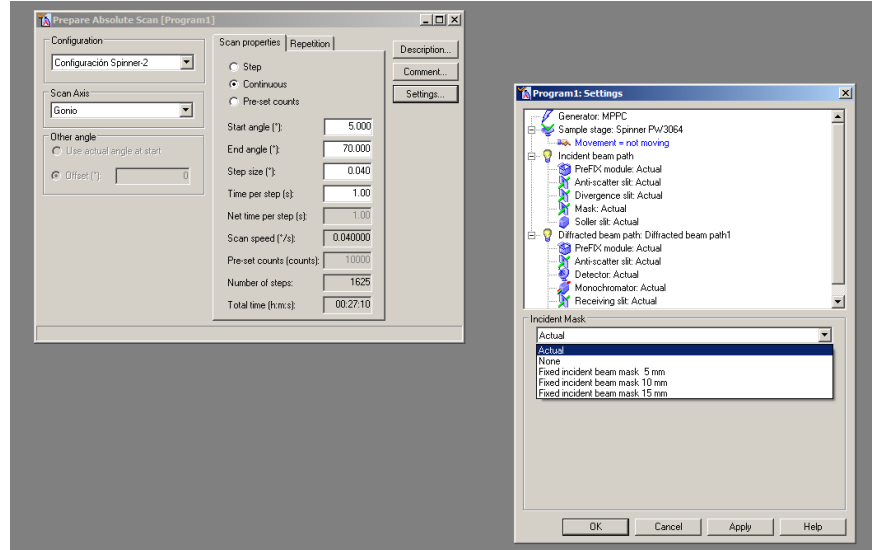 Prepare Absolute Scan [Program1]
Configuration
Configuración Spinner-2
Scan Axis
Gonio
Other angle
Use actual angle at start
Offset (°): 0
Scan properties Repetition
Step
Continuous
Pre-set counts
Start angle (°): 5.000
End angle (°): 70.000
Step size (°): 0.040
Time per step (s): 1.00
Net time per step (s): 1.00
Scan speed (°/s): 0.040000
Pre-set counts (counts): 10000
Number of steps: 1625
Total time (h:m:s): 00:27:10
Description...
Comment...
Settings...
Program1: Settings
Generator: MPPC
Sample stage: Spinner PW3064
Movement = not moving
Incident beam path
PreFIX module: Actual
Anti-scatter slit: Actual
Divergence slit: Actual
Mask: Actual
Soller slit: Actual
Diffracted beam path: Diffracted beam path1
PreFIX module: Actual
Anti-scatter slit: Actual
Detector: Actual
Monochromator: Actual
Receiving slit: Actual
Incident Mask
Actual
Actual
None
Fixed incident beam mask 5 mm
Fixed incident beam mask 10 mm
Fixed incident beam mask 15 mm
OK Cancel Apply Help